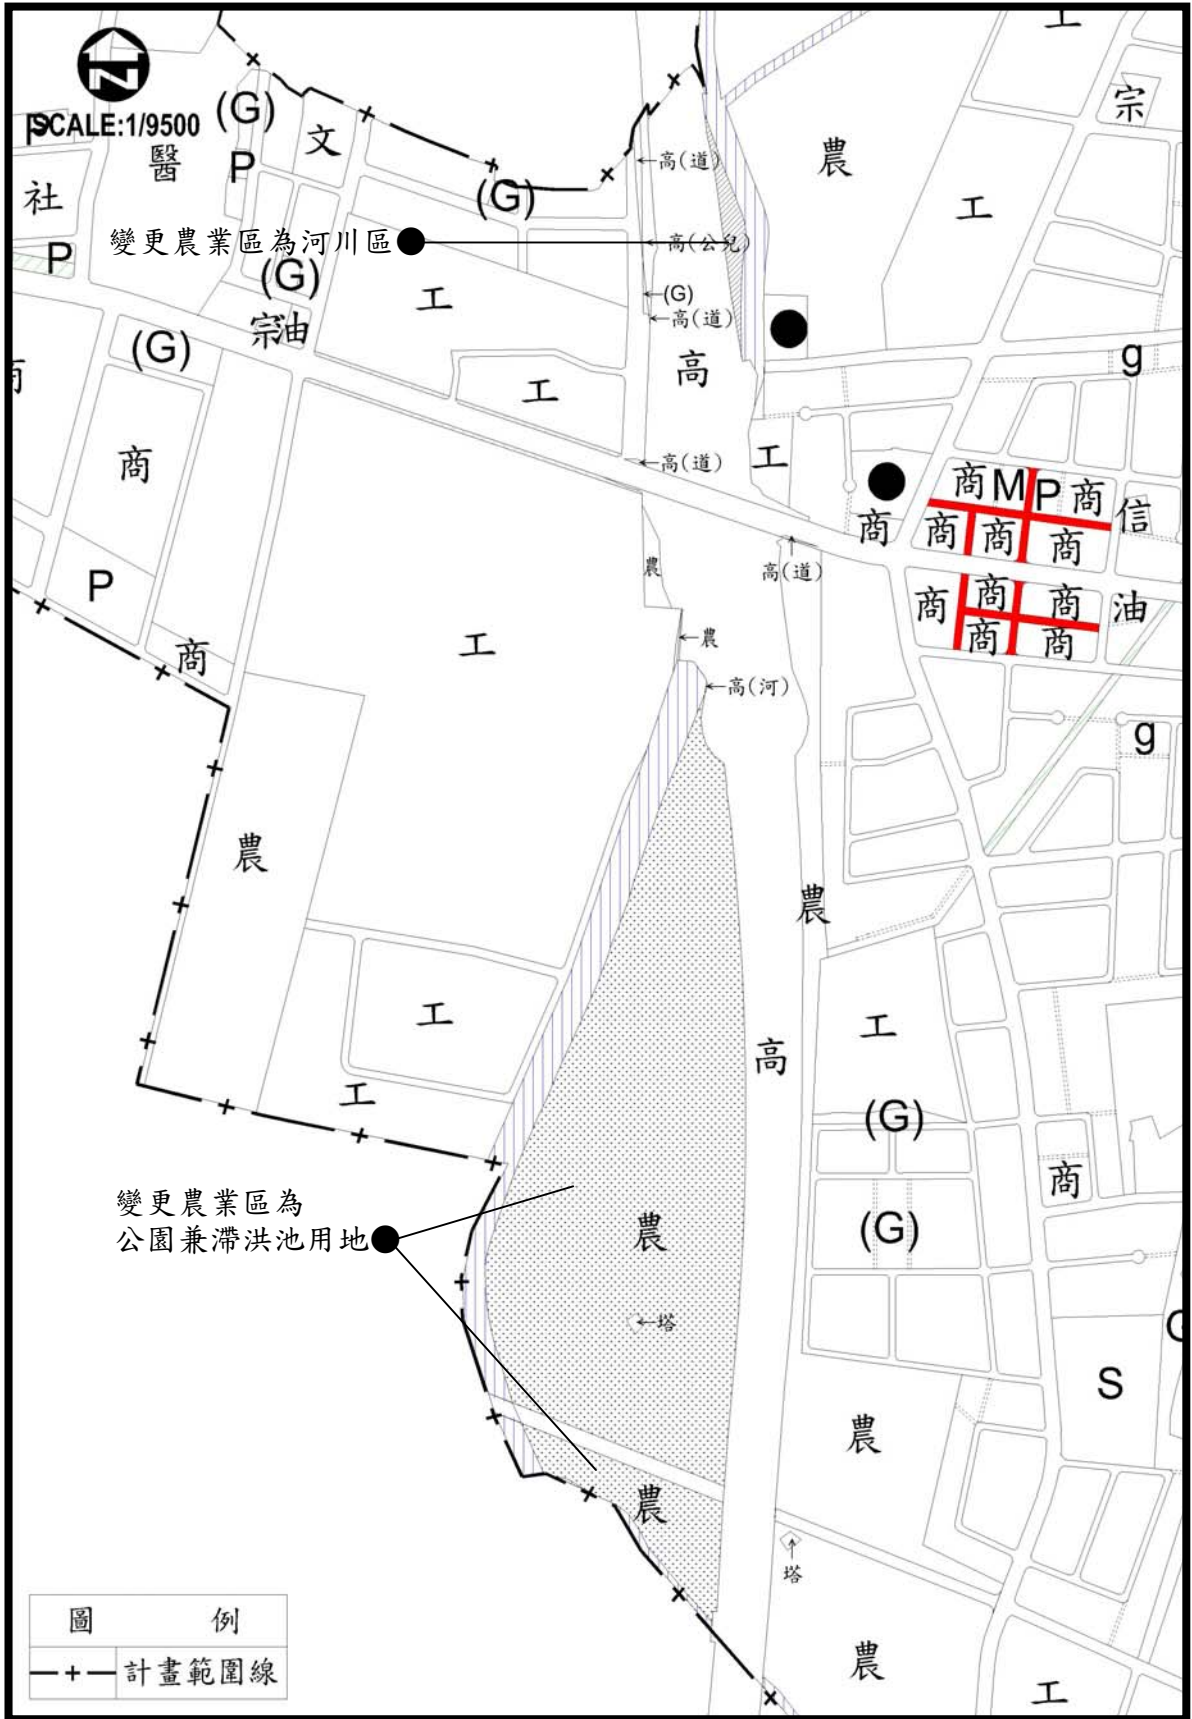 工
N
SCALE:1/9500
P
(G)
文
宗
醫
P
高(道)
農
社
(G)
工
變更農業區為河川區
高(公兒)
P
(G)
工
(G)
宗
油
高(道)
(G)
高
g
商
工
商
高(道)
工
商
M
P
商
信
商
商
商
商
農
高(道)
P
商
商
商
油
工
農
商
商
商
高(河)
g
農
農
工
工
高
工
(G)
商
變更農業區為
公園兼滯洪池用地
農
(G)
塔
S
農
農
塔
圖 例
農
計畫範圍線
工